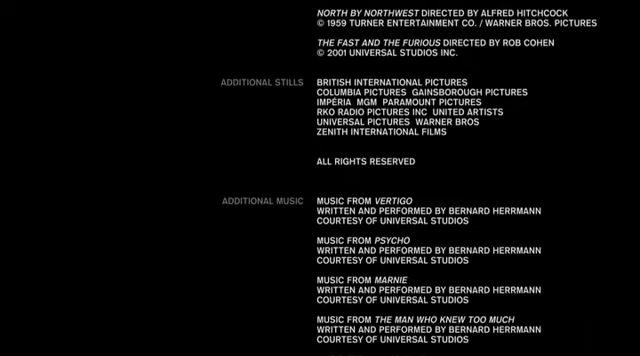 NORTH BY NORTHWEST DIRECTED BY ALFRED HITCHCOCK
© 1959 TURNER ENTERTAINMENT CO. / WARNER BROS. PICTURES
THE FAST AND THE FURIOUS DIRECTED BY ROB COHEN
© 2001 UNIVERSAL STUDIOS INC.
ADDITIONAL STILLS BRITISH INTERNATIONAL PICTURES
COLUMBIA PICTURES GAINSBOROUGH PICTURES
IMPÉRIA MGM PARAMOUNT PICTURES
RKO RADIO PICTURES INC UNITED ARTISTS
UNIVERSAL PICTURES WARNER BROS
ZENITH INTERNATIONAL FILMS
ALL RIGHTS RESERVED
ADDITIONAL MUSIC MUSIC FROM VERTIGO
WRITTEN AND PERFORMED BY BERNARD HERRMANN
COURTESY OF UNIVERSAL STUDIOS
MUSIC FROM PSYCHO
WRITTEN AND PERFORMED BY BERNARD HERRMANN
COURTESY OF UNIVERSAL STUDIOS
MUSIC FROM MARNIE
WRITTEN AND PERFORMED BY BERNARD HERRMANN
COURTESY OF UNIVERSAL STUDIOS
MUSIC FROM THE MAN WHO KNEW TOO MUCH
WRITTEN AND PERFORMED BY BERNARD HERRMANN
COURTESY OF UNIVERSAL STUDIOS